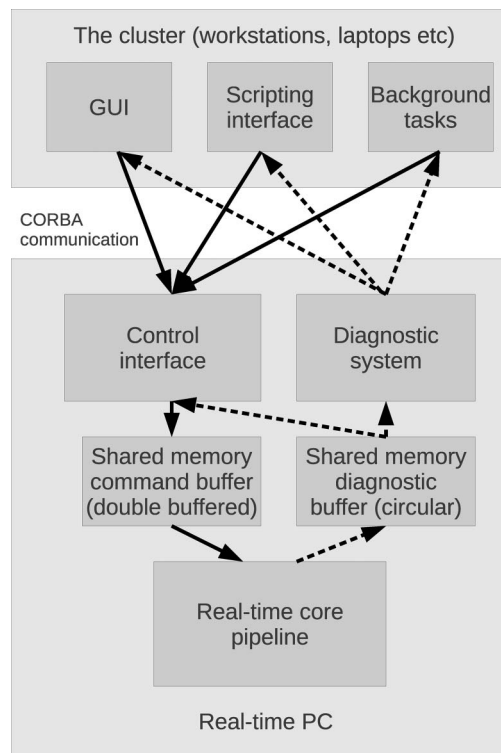 The cluster (workstations, laptops etc)
GUI
Scripting
interface
Background
tasks
CORBA
communication
Control
interface
Diagnostic
system
Shared memory
command buffer
(double buffered)
Shared memory
diagnostic
buffer (circular)
Real-time core
pipeline
Real-time PC